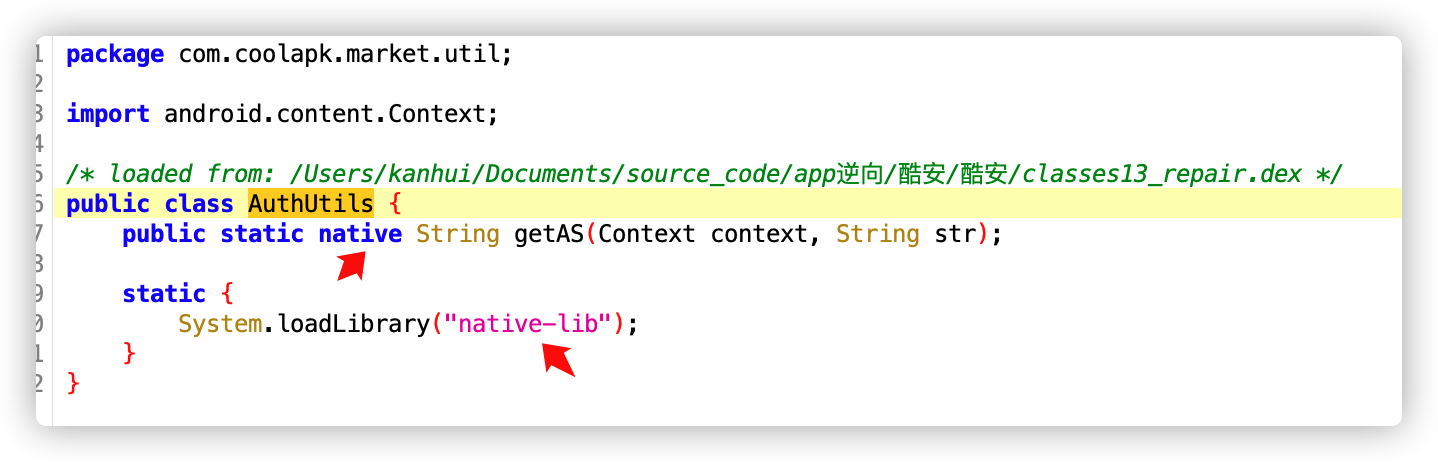 1 package com.coolapk.market.util;
2
3 import android.content.Context;
4
5 /* loaded from: /Users/kanhui/Documents/source_code/app逆向/酷安/酷安/classes13_repair.dex */
6 public class AuthUtils {
7 public static native String getAS(Context context, String str);
8
9 static {
0 System.loadLibrary("native-lib");
1 }
2 }